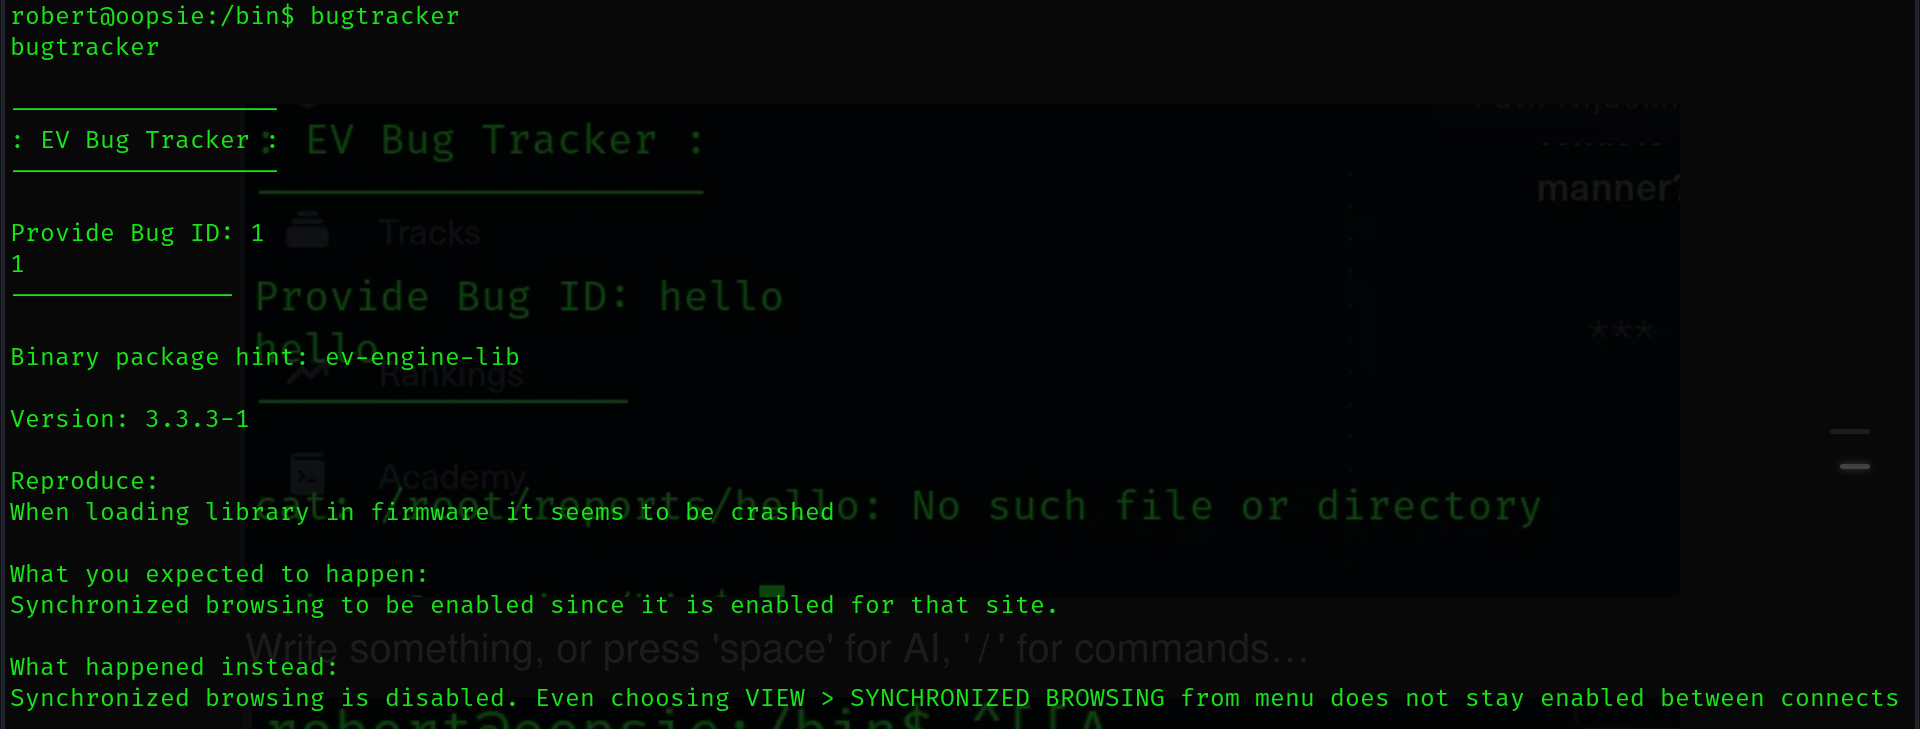 robert@oopsie:/bin$ bugtracker
bugtracker
: EV Bug Tracker :
: EV Bug Tracker :
manner?
Provide Bug ID: 1
Tracks
1
Provide Bug ID: hello
hello
***
Binary package hint: ev-engine-lib
Rankings
Version: 3.3.3-1
Reproduce:
Academy
When loading library in firmware it seems to be crashed
cat: /root/reports/hello: No such file or directory
What you expected to happen:
Synchronized browsing to be enabled since it is enabled for that site.
Write something, or press 'space' for AI, '/' for commands…
What happened instead:
Synchronized browsing is disabled. Even choosing VIEW > SYNCHRONIZED BROWSING from menu does not stay enabled between connects
robert@oopsie:/bin$ ^[[A